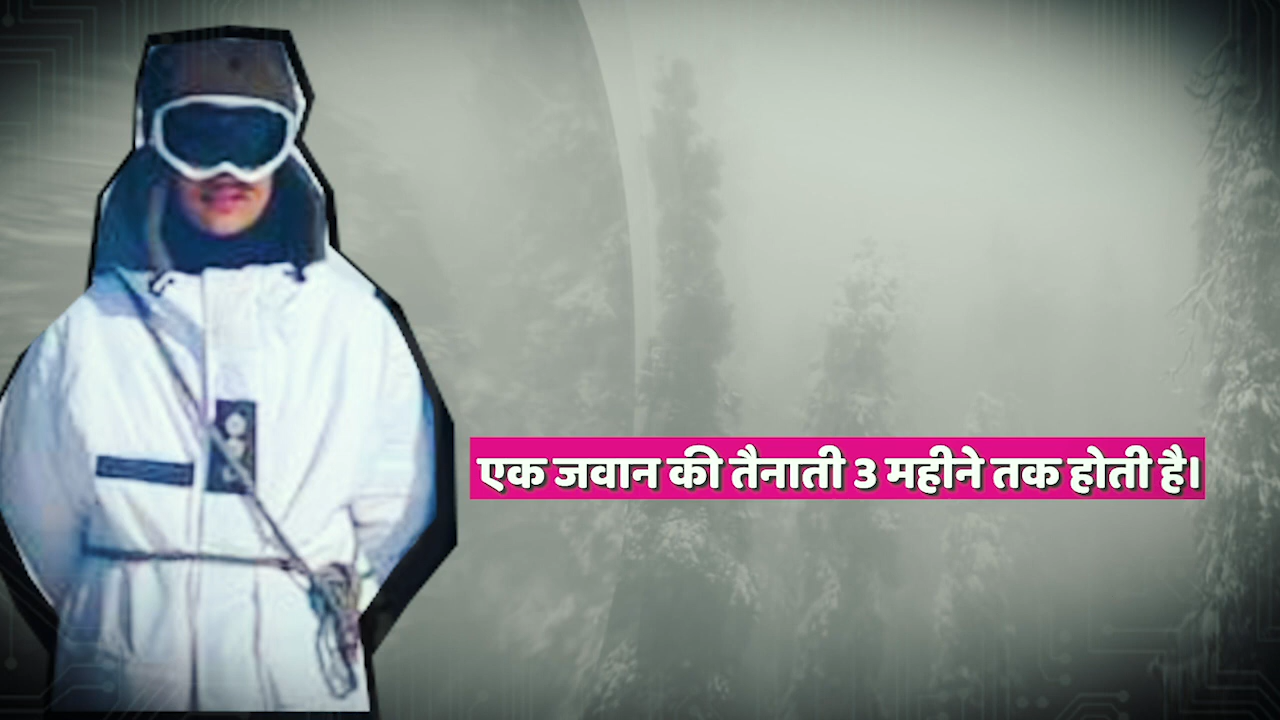 एक जवान की तैनाती 3 महीने तक होती है।